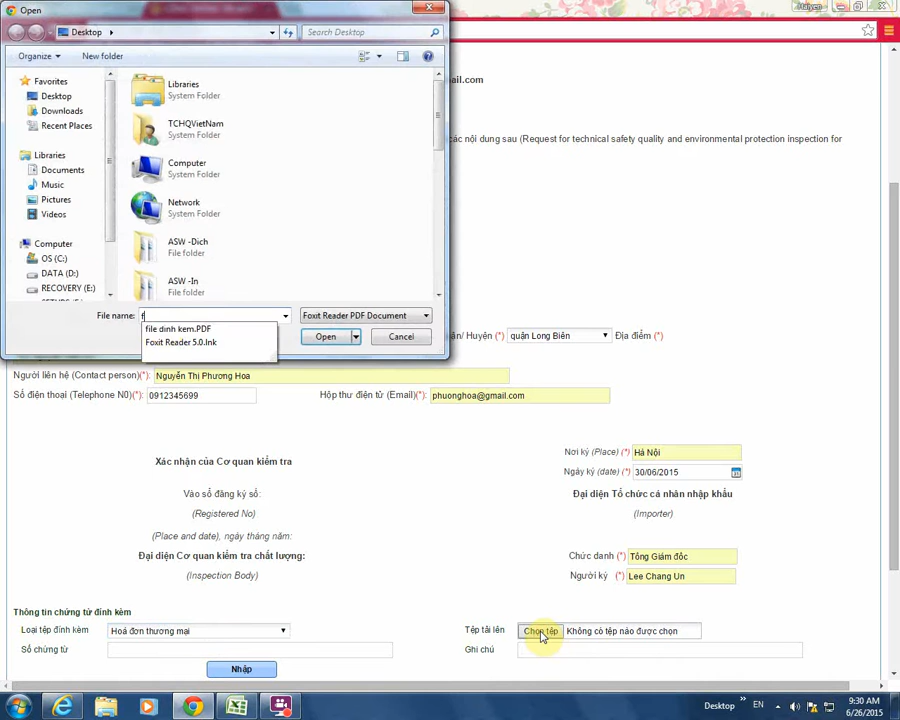 Open
Haiyen
Desktop
Search Desktop
Organize
New folder
Favorites
Desktop
Downloads
Recent Places
Libraries
Documents
Music
Pictures
Videos
Computer
OS (C:)
DATA (D:)
RECOVERY (E:)
Libraries
System Folder
TCHQVietNam
System Folder
Computer
System Folder
Network
System Folder
ASW -Dich
File folder
ASW -In
File folder
File name:
f
Foxit Reader PDF Document
file dinh kem.PDF
Foxit Reader 5.0.lnk
Open
Cancel
mail.com
các nội dung sau (Request for technical safety quality and environmental protection inspection for
uận/ Huyện (*) quận Long Biên Địa điểm (*)
Người liên hệ (Contact person)(*): Nguyễn Thị Phương Hoa
Số điện thoại (Telephone N0)(*): 0912345699 Hộp thư điện tử (Email)(*): phuonghoa@gmail.com
Nơi ký (Place) (*) Hà Nội
Xác nhận của Cơ quan kiểm tra
Ngày ký (date) (*) 30/06/2015
Vào sổ đăng ký số: Đại diện Tổ chức cá nhân nhập khẩu
(Registered No) (Importer)
(Place and date), ngày tháng năm:
Đại diện Cơ quan kiểm tra chất lượng: Chức danh (*) Tổng Giám đốc
(Inspection Body) Người ký (*) Lee Chang Un
Thông tin chứng từ đính kèm
Loại tệp đính kèm Hoá đơn thương mại Tệp tải lên Chọn tệp Không có tệp nào được chọn
Số chứng từ Ghi chú
Nhập
Desktop
EN
9:30 AM
6/26/2015